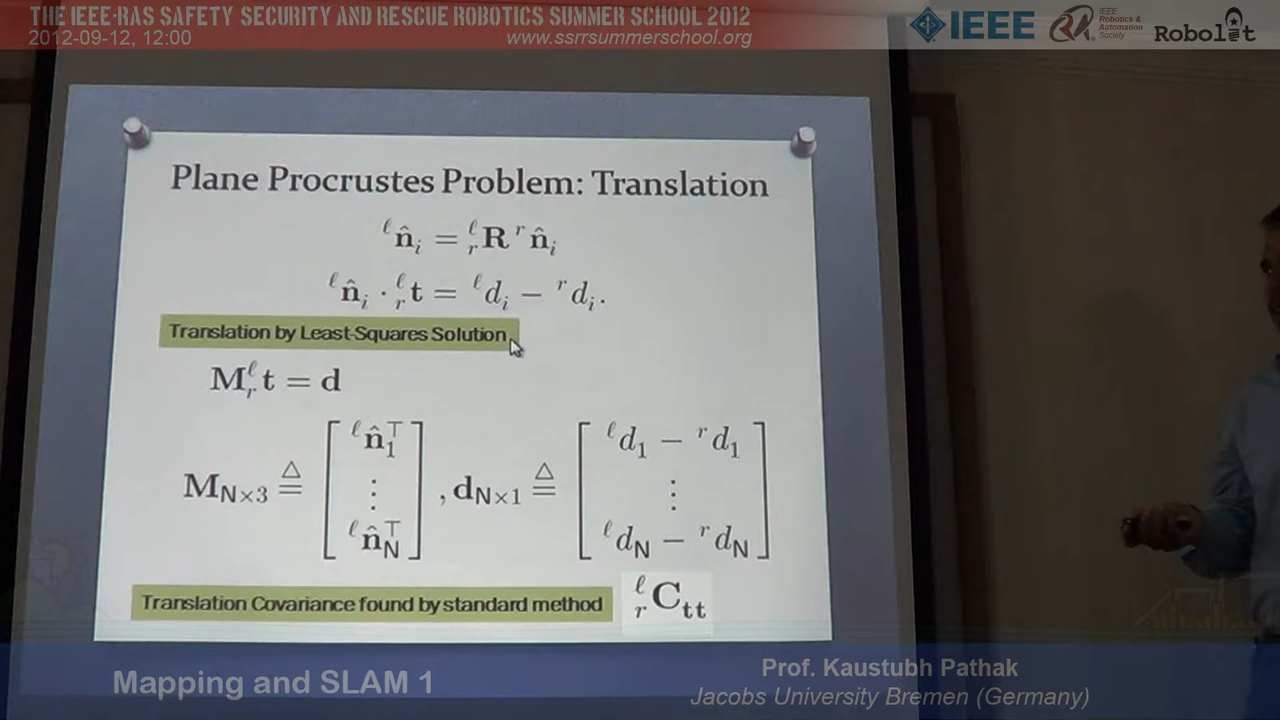 THE IEEE-RAS SAFETY SECURITY AND RESCUE ROBOTICS SUMMER SCHOOL 2012
2012-09-12, 12:00
www.ssrrsummerschool.org
IEEE
IEEE
Robotics &
Automation
Society
Robolit
Plane Procrustes Problem: Translation
ˡn̂ᵢ = ˡᵣR ʳn̂ᵢ
ˡn̂ᵢ · ˡᵣt = ˡdᵢ − ʳdᵢ.
Translation by Least-Squares Solution
M ˡᵣt = d
M_{N×3} ≜ [ ˡn̂₁ᵀ ⋮ ˡn̂_Nᵀ ], d_{N×1} ≜ [ ˡd₁ − ʳd₁ ⋮ ˡd_N − ʳd_N ]
Translation Covariance found by standard method ˡᵣC_{tt}
Mapping and SLAM 1
Prof. Kaustubh Pathak
Jacobs University Bremen (Germany)